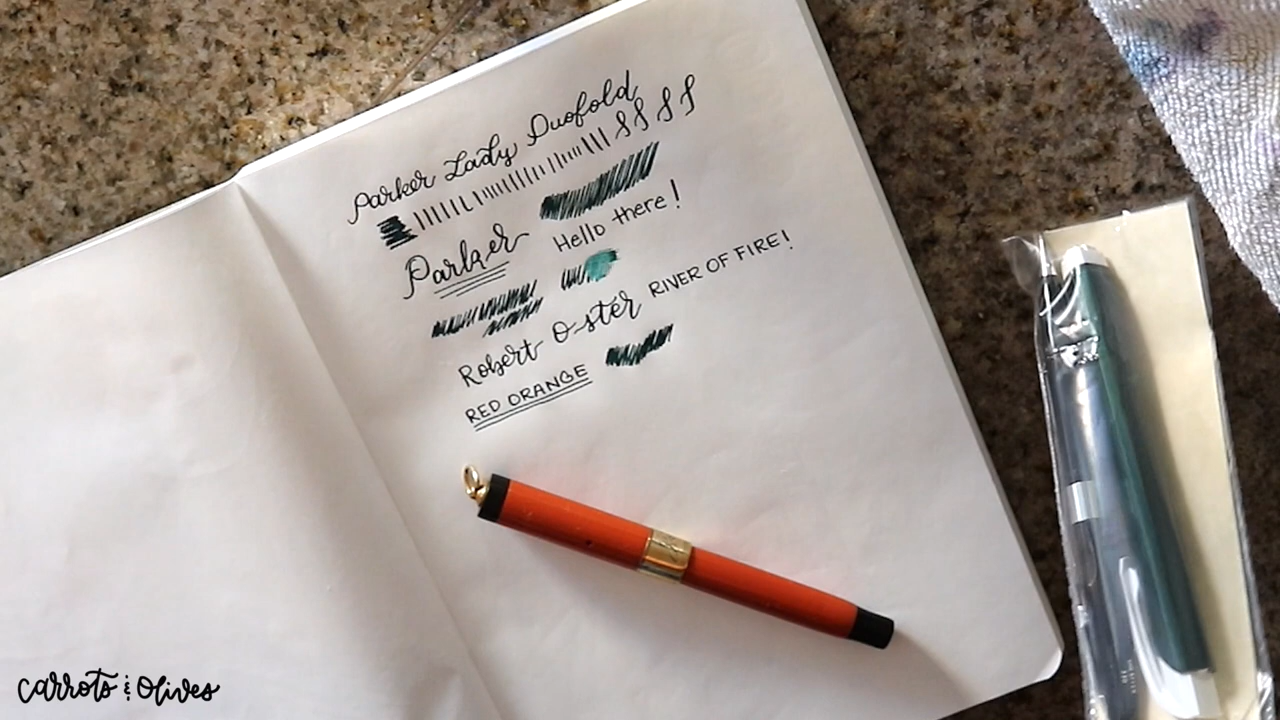 Parker Lady Duofold
Parker Hello there!
Robert Oster RIVER OF FIRE!
RED ORANGE
carrots & Olives